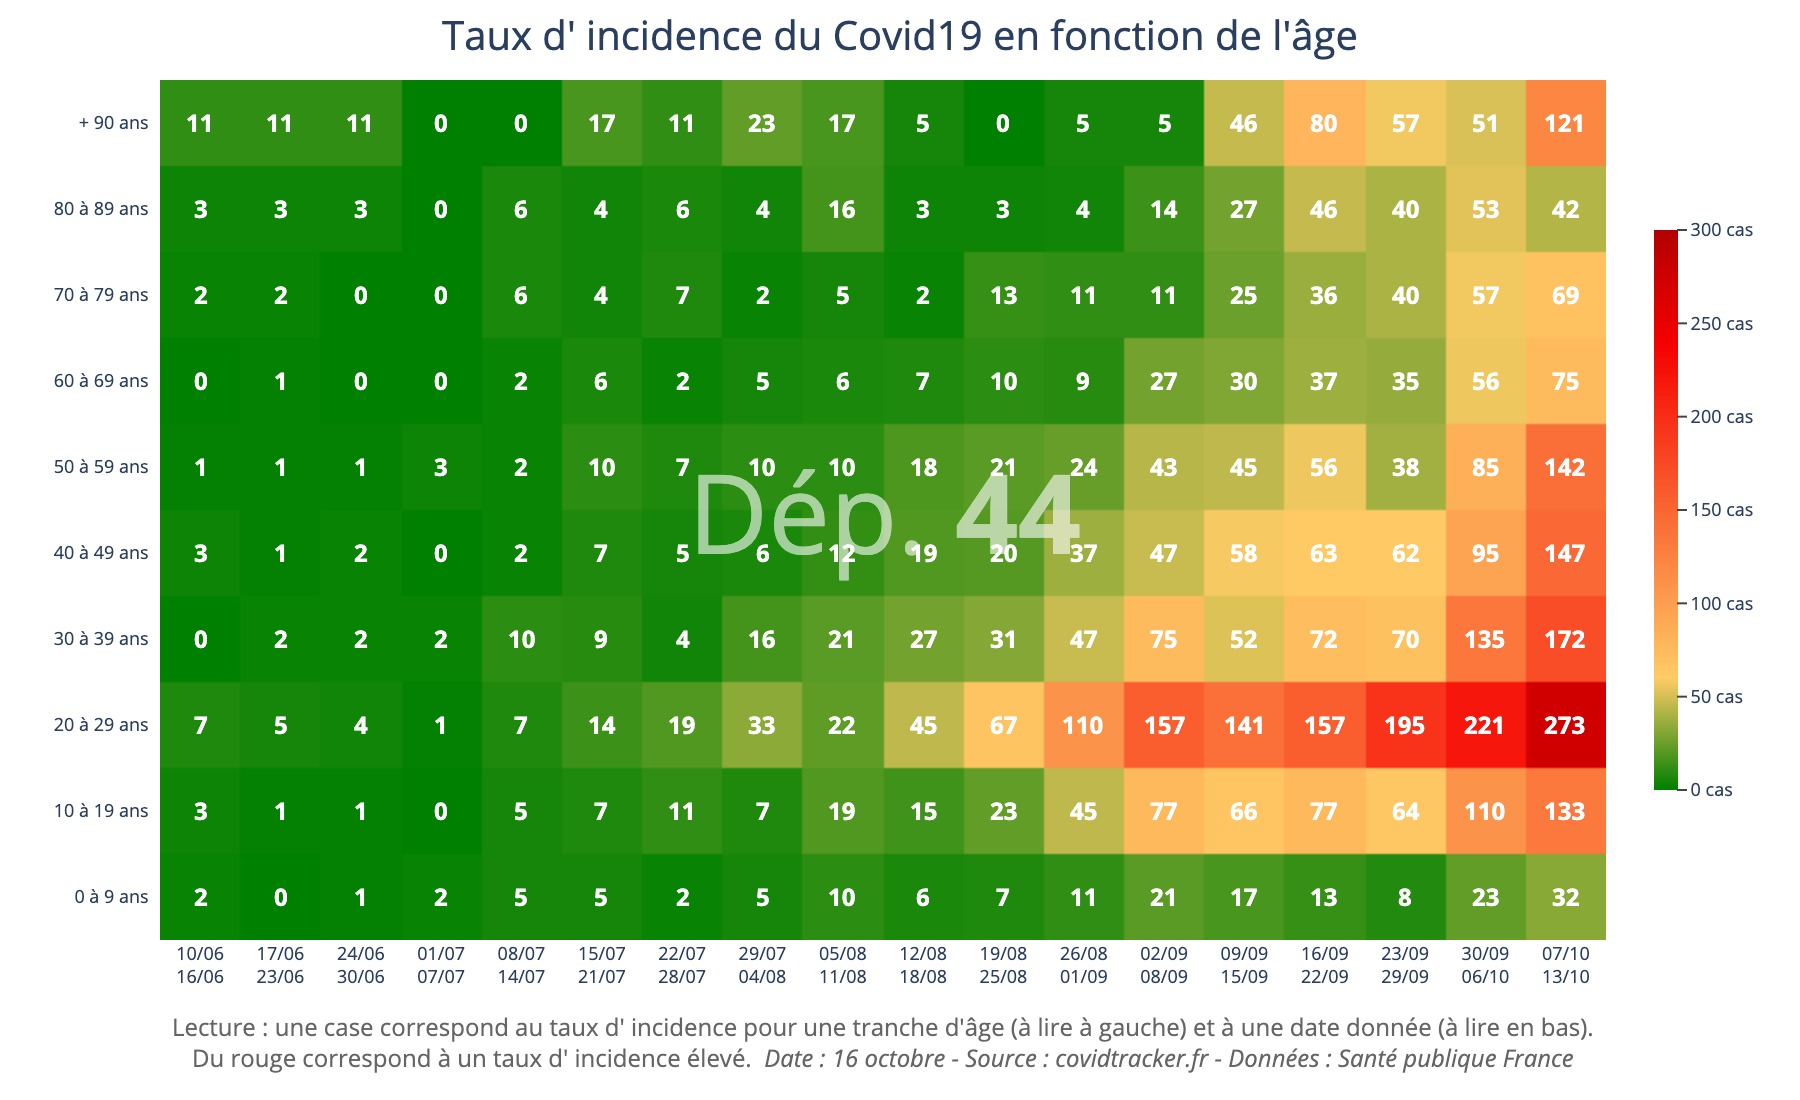 Taux d' incidence du Covid19 en fonction de l'âge
+ 90 ans 11 11 11 0 0 17 11 23 17 5 0 5 5 46 80 57 51 121
80 à 89 ans 3 3 3 0 6 4 6 4 16 3 3 4 14 27 46 40 53 42
70 à 79 ans 2 2 0 0 6 4 7 2 5 2 13 11 11 25 36 40 57 69
60 à 69 ans 0 1 0 0 2 6 2 5 6 7 10 9 27 30 37 35 56 75
50 à 59 ans 1 1 1 3 2 10 7 10 10 18 21 24 43 45 56 38 85 142
Dép. 44
40 à 49 ans 3 1 2 0 2 7 5 6 12 19 20 37 47 58 63 62 95 147
30 à 39 ans 0 2 2 2 10 9 4 16 21 27 31 47 75 52 72 70 135 172
20 à 29 ans 7 5 4 1 7 14 19 33 22 45 67 110 157 141 157 195 221 273
10 à 19 ans 3 1 1 0 5 7 11 7 19 15 23 45 77 66 77 64 110 133
0 à 9 ans 2 0 1 2 5 5 2 5 10 6 7 11 21 17 13 8 23 32
10/06 17/06 24/06 01/07 08/07 15/07 22/07 29/07 05/08 12/08 19/08 26/08 02/09 09/09 16/09 23/09 30/09 07/10
16/06 23/06 30/06 07/07 14/07 21/07 28/07 04/08 11/08 18/08 25/08 01/09 08/09 15/09 22/09 29/09 06/10 13/10
300 cas
250 cas
200 cas
150 cas
100 cas
50 cas
0 cas
Lecture : une case correspond au taux d' incidence pour une tranche d'âge (à lire à gauche) et à une date donnée (à lire en bas).
Du rouge correspond à un taux d' incidence élevé. Date : 16 octobre - Source : covidtracker.fr - Données : Santé publique France